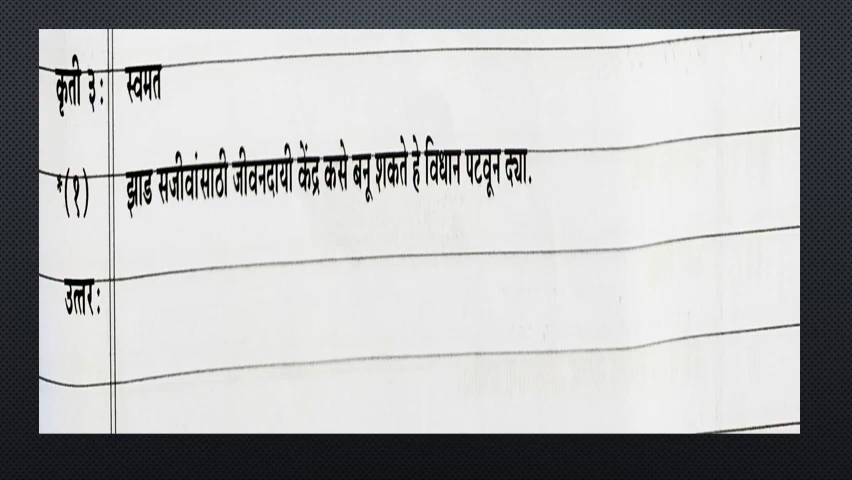 कृती ३: स्वमत
*(१) झाड सजीवांसाठी जीवनदायी केंद्र कसे बनू शकते हे विधान पटवून द्या.
उत्तर: